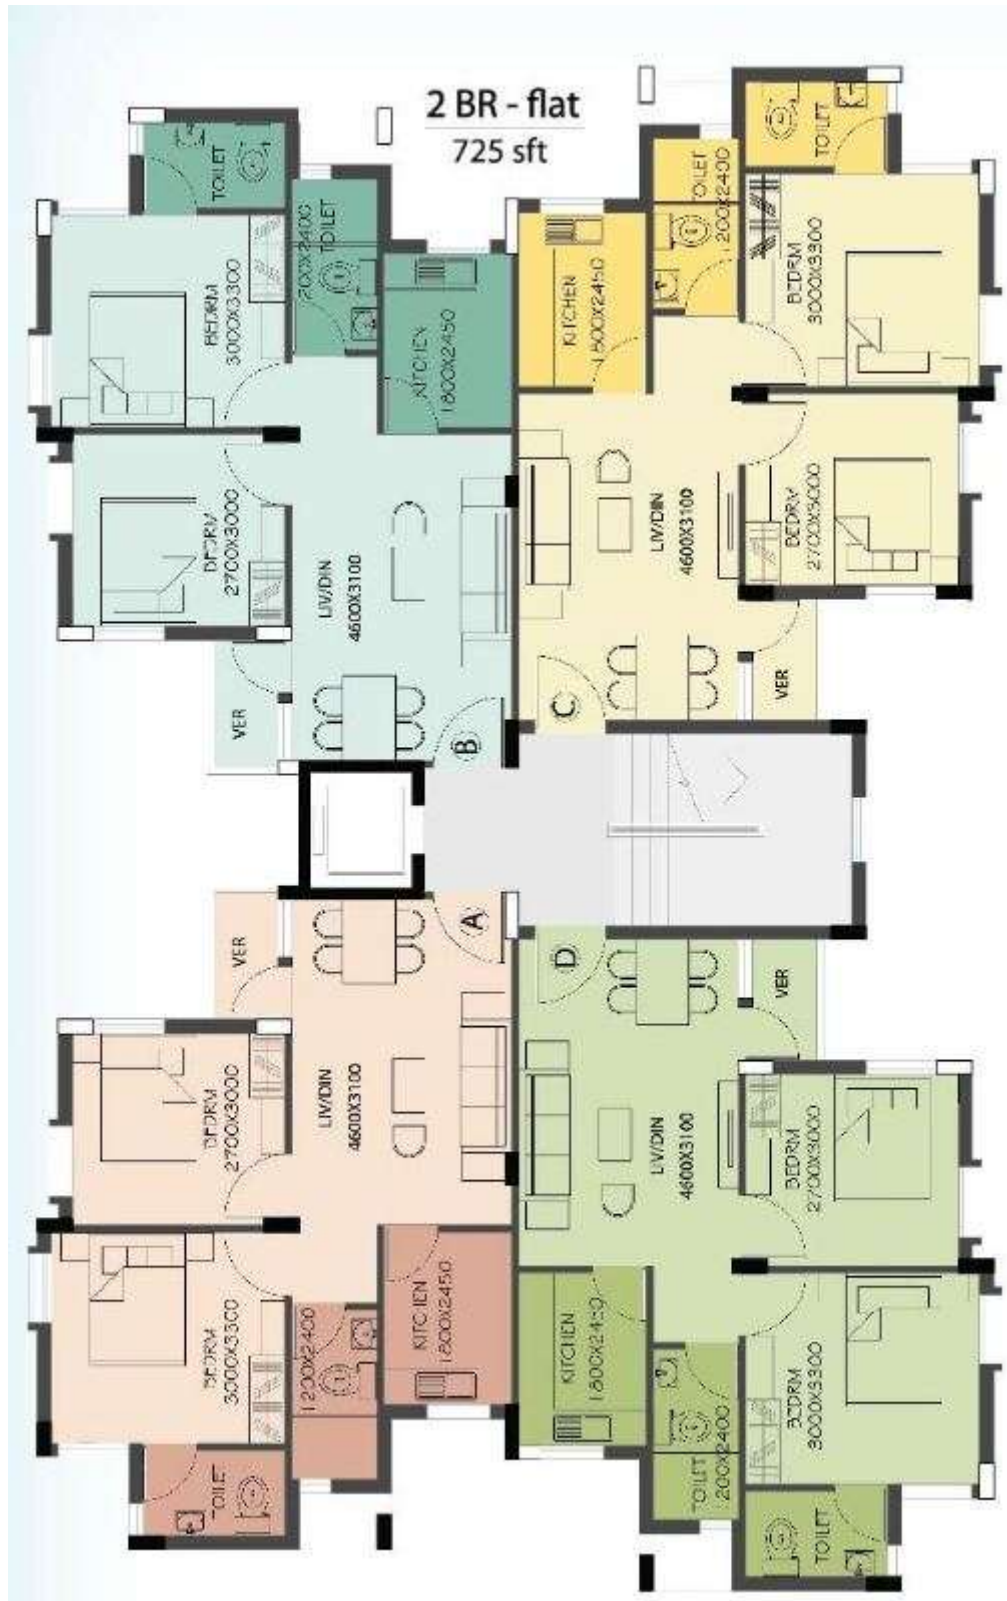 2 BR - flat
725 sft
TOILET
TOILET
1200X2400
BEDRM
3000X3300
KITCHEN
1800X2450
BEDRM
2700X3000
LIV/DIN
4600X3100
VER
B
TOILET
TOILET
1200X2400
KITCHEN
1800X2450
BEDRM
3000X3300
LIV/DIN
4600X3100
BEDRM
2700X3000
VER
C
VER
A
BEDRM
2700X3000
LIV/DIN
4600X3100
BEDRM
3000X3300
1200X2400
KITCHEN
1800X2450
TOILET
D
VER
LIV/DIN
4600X3100
BEDRM
2700X3000
KITCHEN
1800X2450
BEDRM
3000X3300
TOILET
1200X2400
TOILET